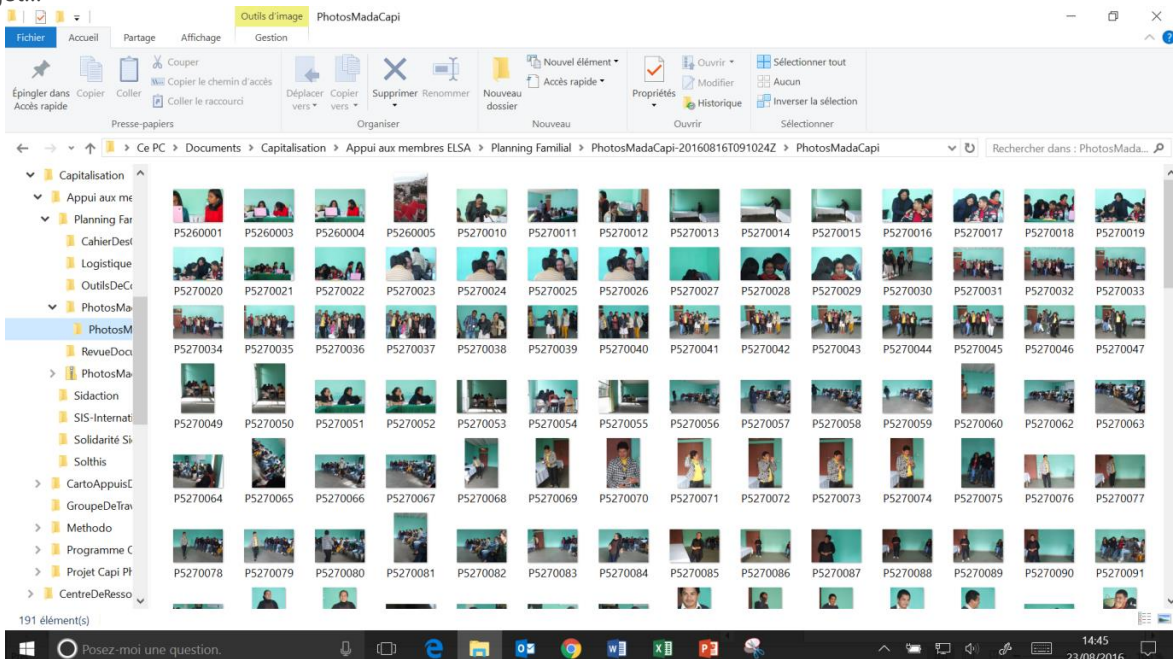 Outils d'image PhotosMadaCapi
Fichier Accueil Partage Affichage Gestion
Épingler dans Accès rapide
Copier
Coller
Couper
Copier le chemin d'accès
Coller le raccourci
Presse-papiers
Déplacer vers
Copier vers
Supprimer
Renommer
Organiser
Nouveau dossier
Nouvel élément
Accès rapide
Nouveau
Propriétés
Ouvrir
Modifier
Historique
Ouvrir
Sélectionner tout
Aucun
Inverser la sélection
Sélectionner
> Ce PC > Documents > Capitalisation > Appui aux membres ELSA > Planning Familial > PhotosMadaCapi-20160816T091024Z > PhotosMadaCapi
Rechercher dans : PhotosMada...
Capitalisation
Appui aux me
Planning Far
CahierDes
Logistique
OutilsDeCo
PhotosMa
PhotosM
RevueDocu
PhotosMa
Sidaction
SIS-Internati
Solidarité Si
Solthis
CartoAppuis
GroupeDeTrav
Methodo
Programme C
Projet Capi Ph
CentreDeResso
P5260001 P5260003 P5260004 P5260005 P5270010 P5270011 P5270012 P5270013 P5270014 P5270015 P5270016 P5270017 P5270018 P5270019
P5270020 P5270021 P5270022 P5270023 P5270024 P5270025 P5270026 P5270027 P5270028 P5270029 P5270030 P5270031 P5270032 P5270033
P5270034 P5270035 P5270036 P5270037 P5270038 P5270039 P5270040 P5270041 P5270042 P5270043 P5270044 P5270045 P5270046 P5270047
P5270049 P5270050 P5270051 P5270052 P5270053 P5270054 P5270055 P5270056 P5270057 P5270058 P5270059 P5270060 P5270062 P5270063
P5270064 P5270065 P5270066 P5270067 P5270068 P5270069 P5270070 P5270071 P5270072 P5270073 P5270074 P5270075 P5270076 P5270077
P5270078 P5270079 P5270080 P5270081 P5270082 P5270083 P5270084 P5270085 P5270086 P5270087 P5270088 P5270089 P5270090 P5270091
191 élément(s)
Posez-moi une question.
14:45
23/08/2016